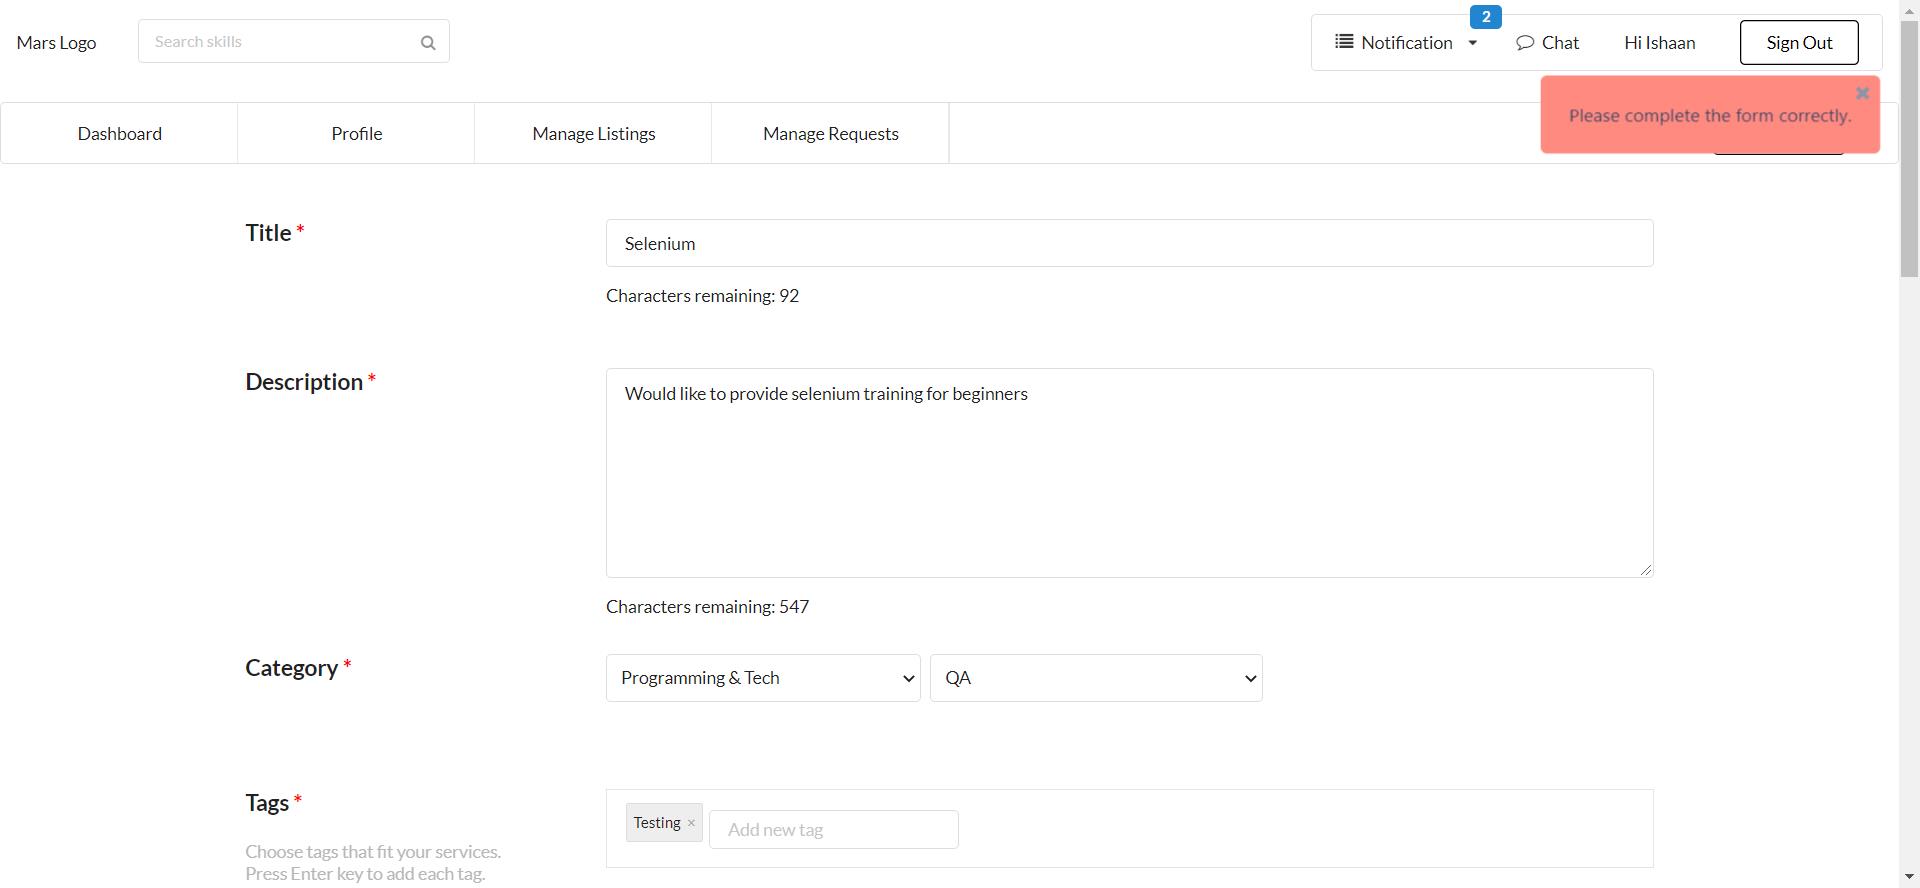 Mars Logo
Search skills
Notification
2
Chat
Hi Ishaan
Sign Out
Please complete the form correctly.
Dashboard
Profile
Manage Listings
Manage Requests
Title *
Selenium
Characters remaining: 92
Description *
Would like to provide selenium training for beginners
Characters remaining: 547
Category *
Programming & Tech
QA
Tags *
Testing ×
Add new tag
Choose tags that fit your services.
Press Enter key to add each tag.